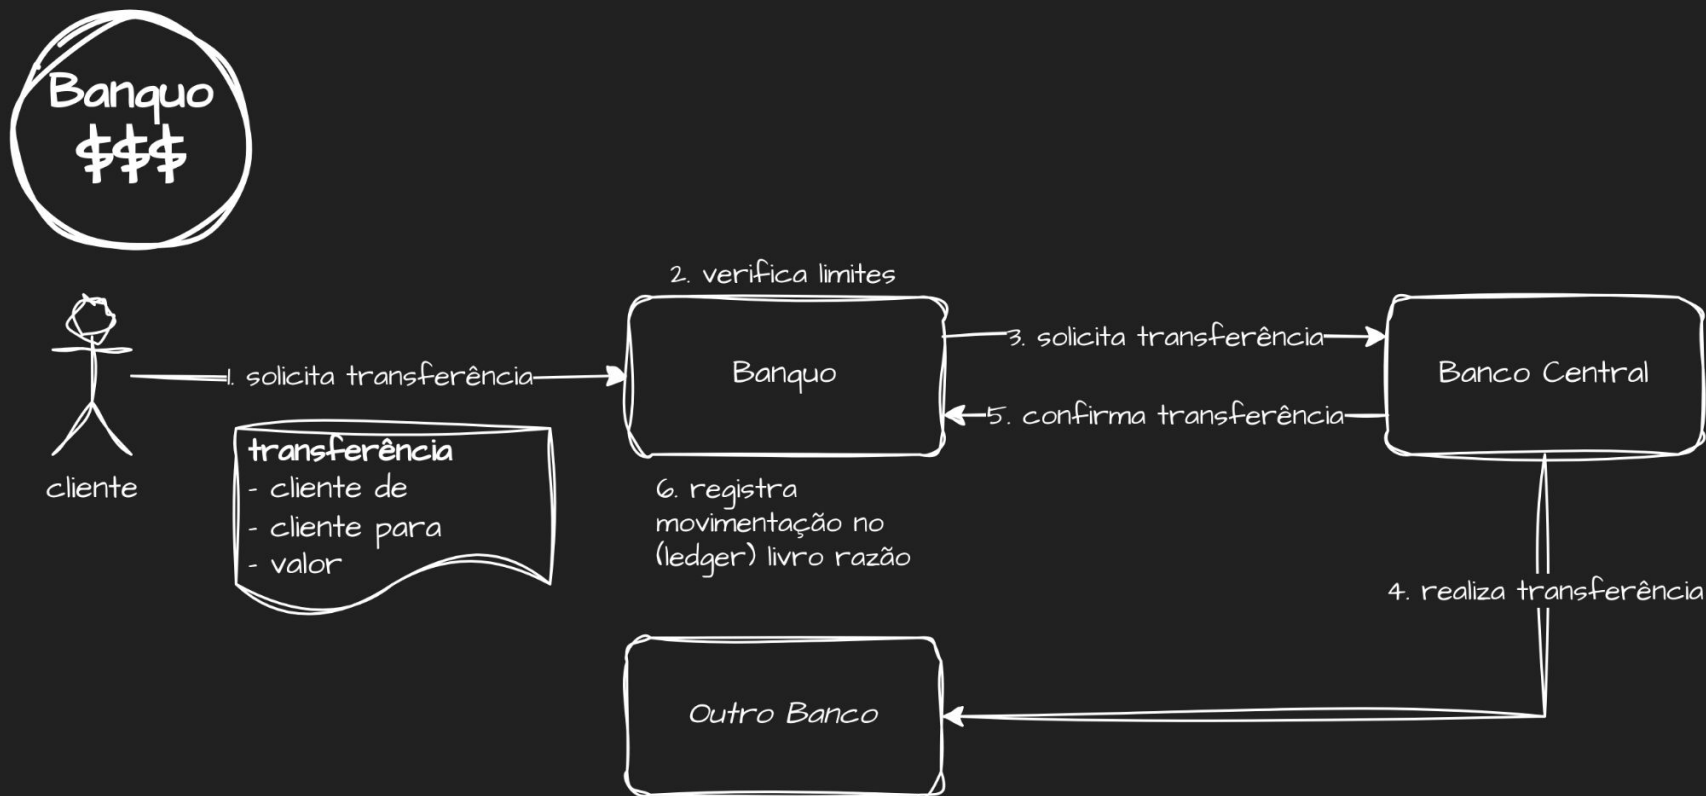 Banquo
$$$
2. verifica limites
1. solicita transferência
Banquo
3. solicita transferência
Banco Central
5. confirma transferência
cliente
transferência
- cliente de
- cliente para
- valor
6. registra
movimentação no
(ledger) livro razão
4. realiza transferência
Outro Banco